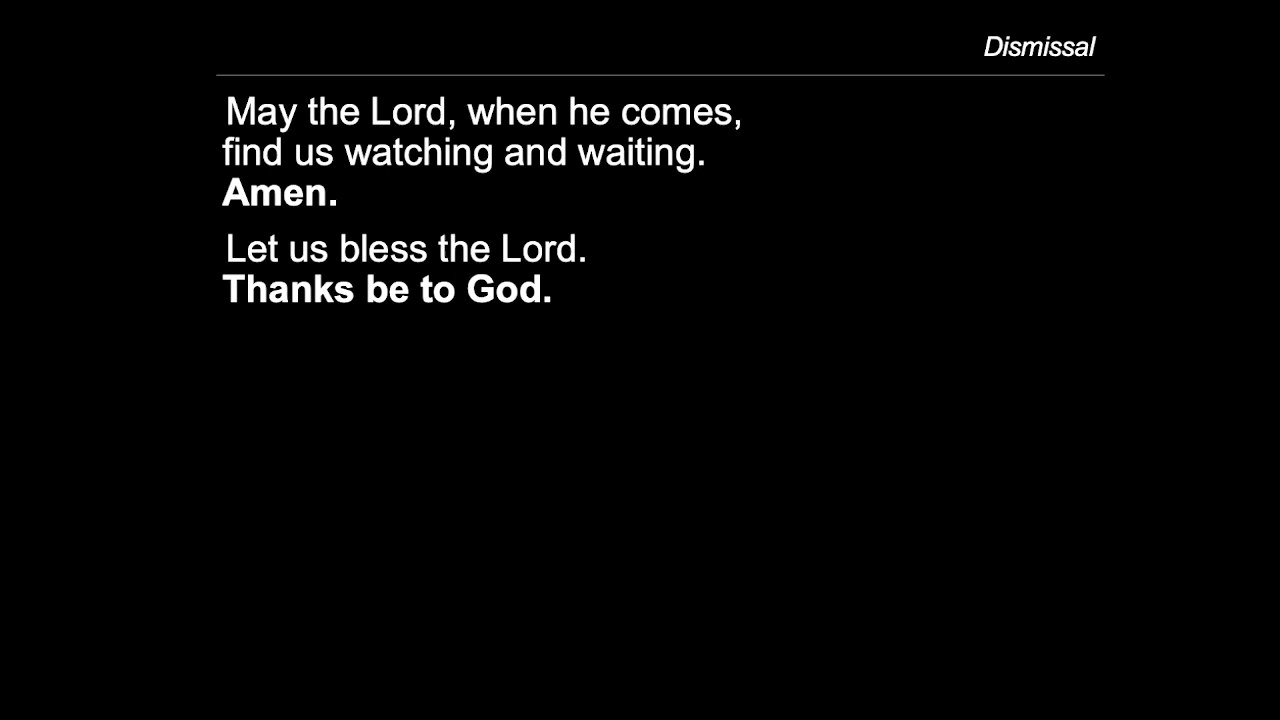 Dismissal
May the Lord, when he comes,
find us watching and waiting.
Amen.
Let us bless the Lord.
Thanks be to God.